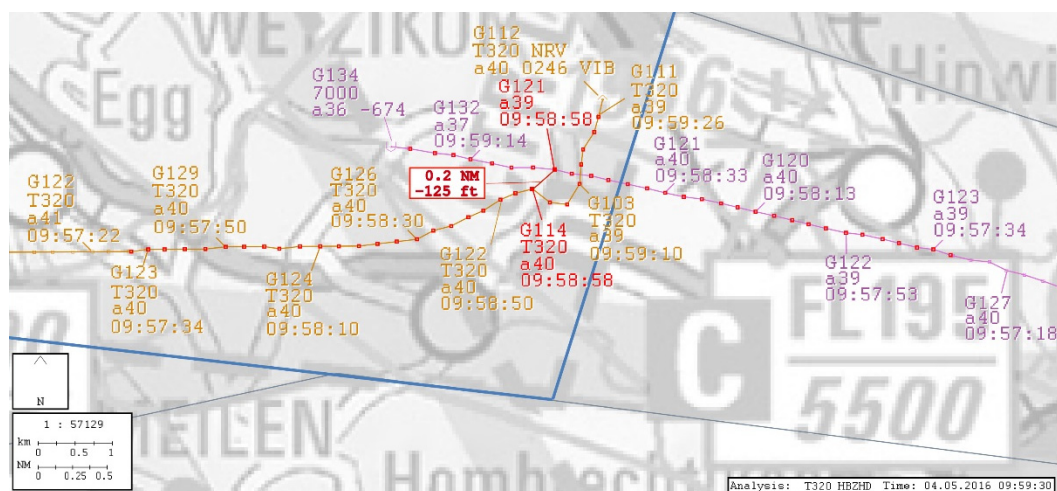 WETZIKO
Egg
Hinwi
6+
G112
T320 NRV
a40 0246 VIB
G111
T320
a39
09:59:26
G134
7000
a36 -674
G132
a37
09:59:14
G121
a39
09:58:58
G121
a40
09:58:33
G120
a40
09:58:13
G123
a39
09:57:34
G122
T320
a41
09:57:22
G129
T320
a40
09:57:50
G126
T320
a40
09:58:30
0.2 NM
-125 ft
G103
T320
a39
09:59:10
G114
T320
a40
09:58:58
G122
T320
a40
09:58:50
G122
a39
09:57:53
G127
a40
09:57:18
G123
T320
a40
09:57:34
G124
T320
a40
09:58:10
C
FL195
5500
EILEN
Hombrecht
N
1 : 57129
km
0 0.5 1
NM
0 0.25 0.5
Analysis: T320 HBZHD Time: 04.05.2016 09:59:30